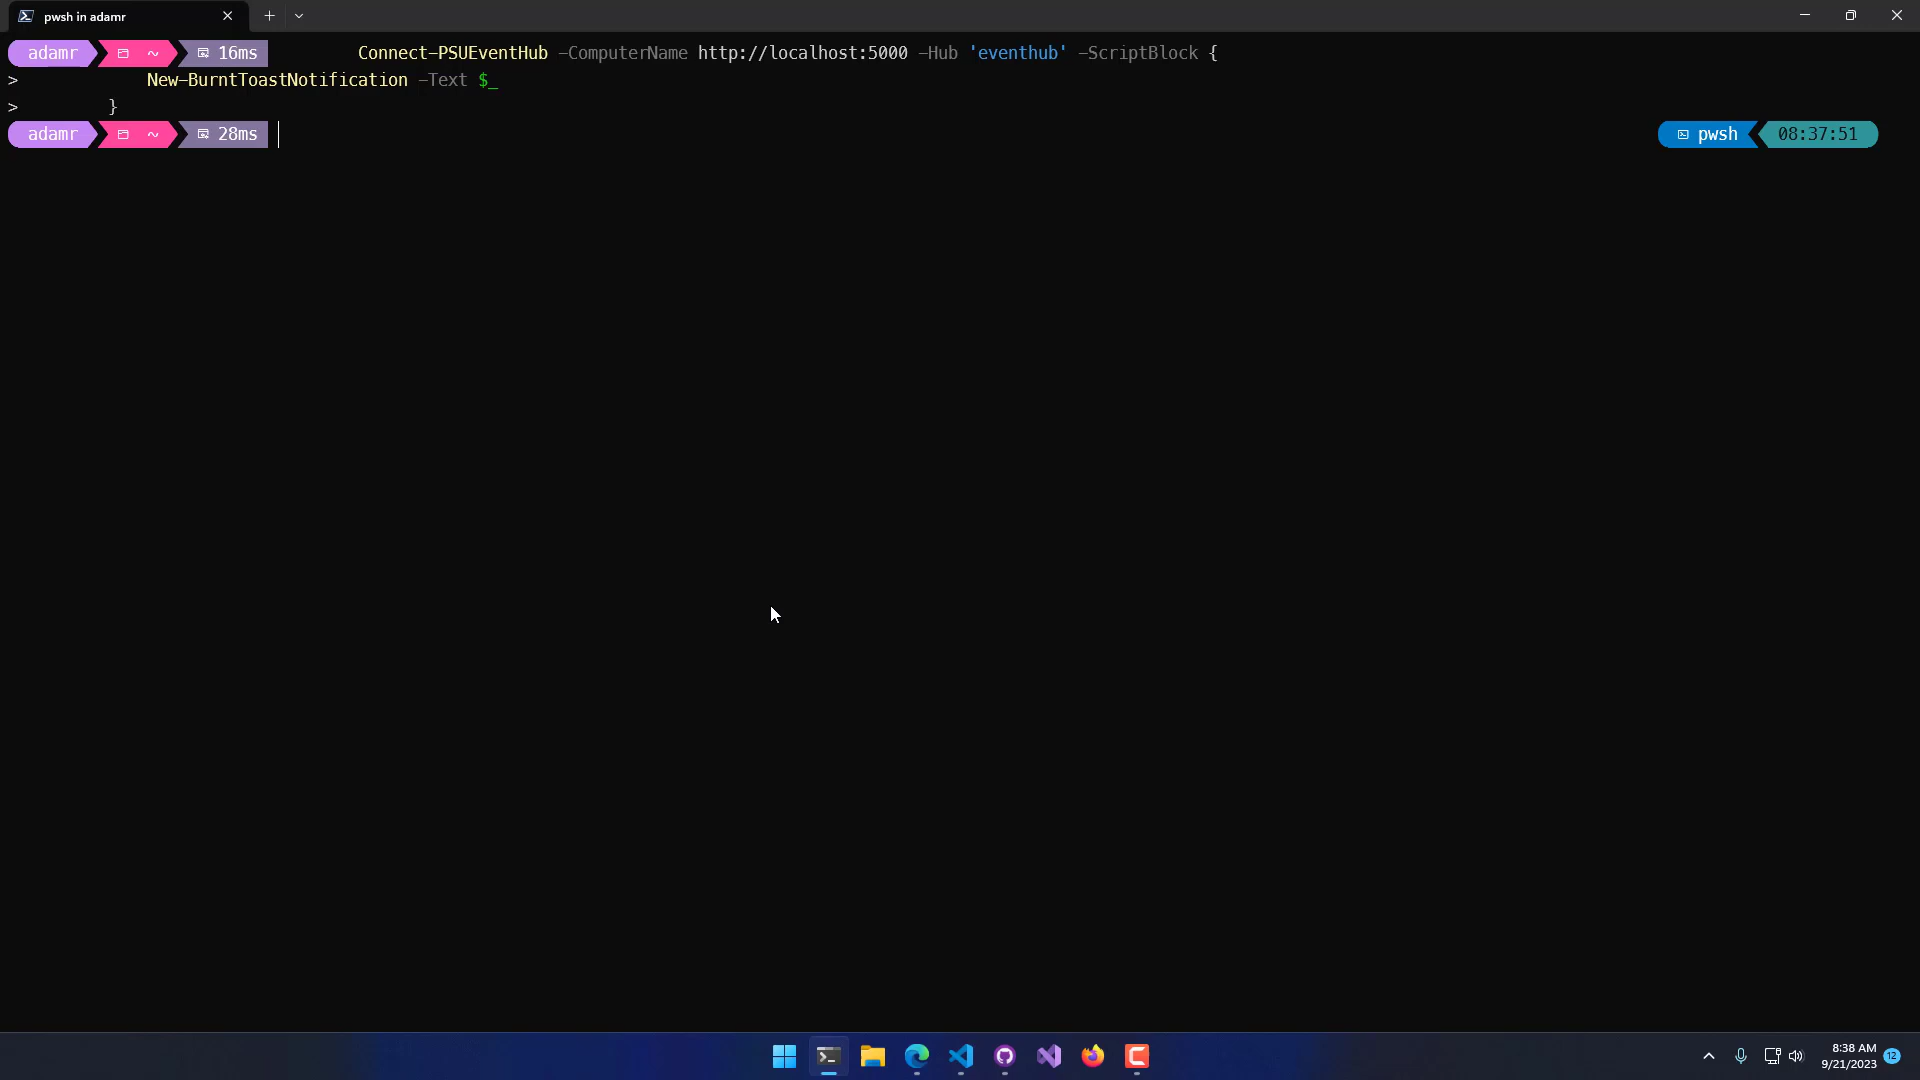 pwsh in adamr
adamr ~ 16ms Connect-PSUEventHub -ComputerName http://localhost:5000 -Hub 'eventhub' -ScriptBlock {
> New-BurntToastNotification -Text $_
> }
adamr ~ 28ms pwsh 08:37:51
8:38 AM
9/21/2023 12